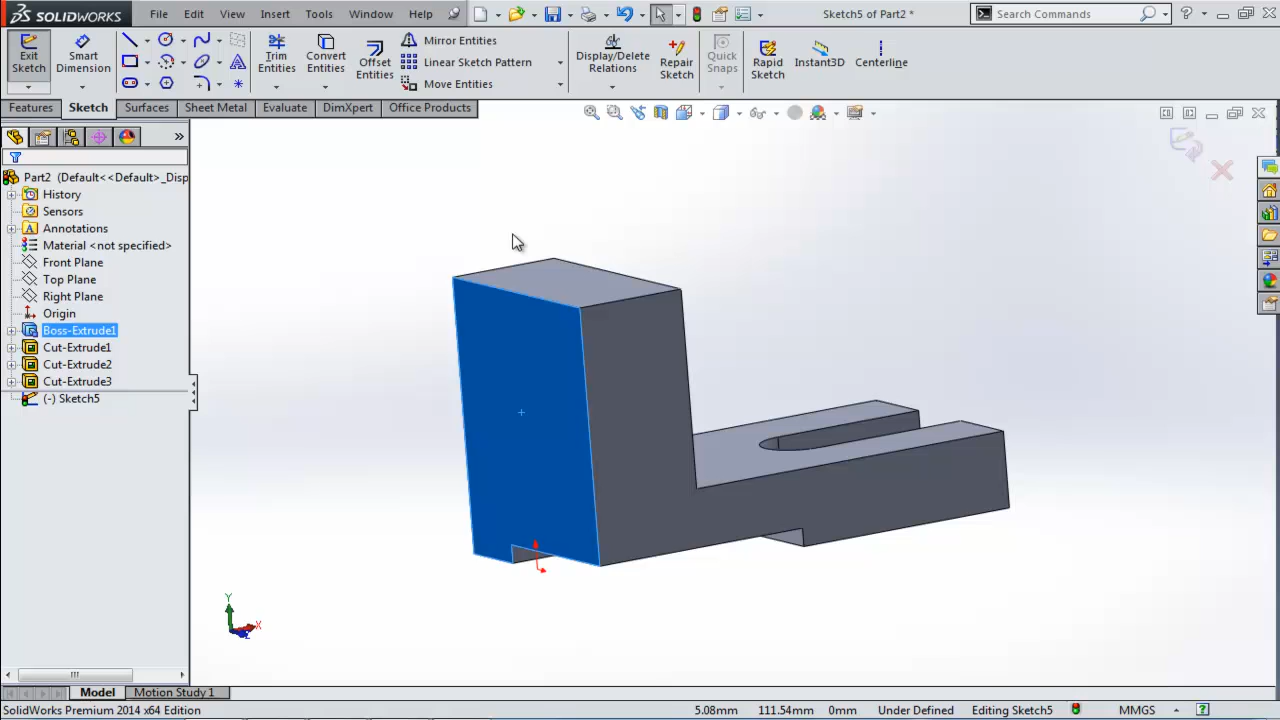 SOLIDWORKS File Edit View Insert Tools Window Help Sketch5 of Part2 * Search Commands
Exit Sketch
Smart Dimension
Trim Entities
Convert Entities
Offset Entities
Mirror Entities
Linear Sketch Pattern
Move Entities
Display/Delete Relations
Repair Sketch
Quick Snaps
Rapid Sketch
Instant3D
Centerline
Features Sketch Surfaces Sheet Metal Evaluate DimXpert Office Products
Part2 (Default<<Default>_Disp
History
Sensors
Annotations
Material <not specified>
Front Plane
Top Plane
Right Plane
Origin
Boss-Extrude1
Cut-Extrude1
Cut-Extrude2
Cut-Extrude3
(-) Sketch5
Y
X
Z
Model Motion Study 1
SolidWorks Premium 2014 x64 Edition 5.08mm 111.54mm 0mm Under Defined Editing Sketch5 MMGS